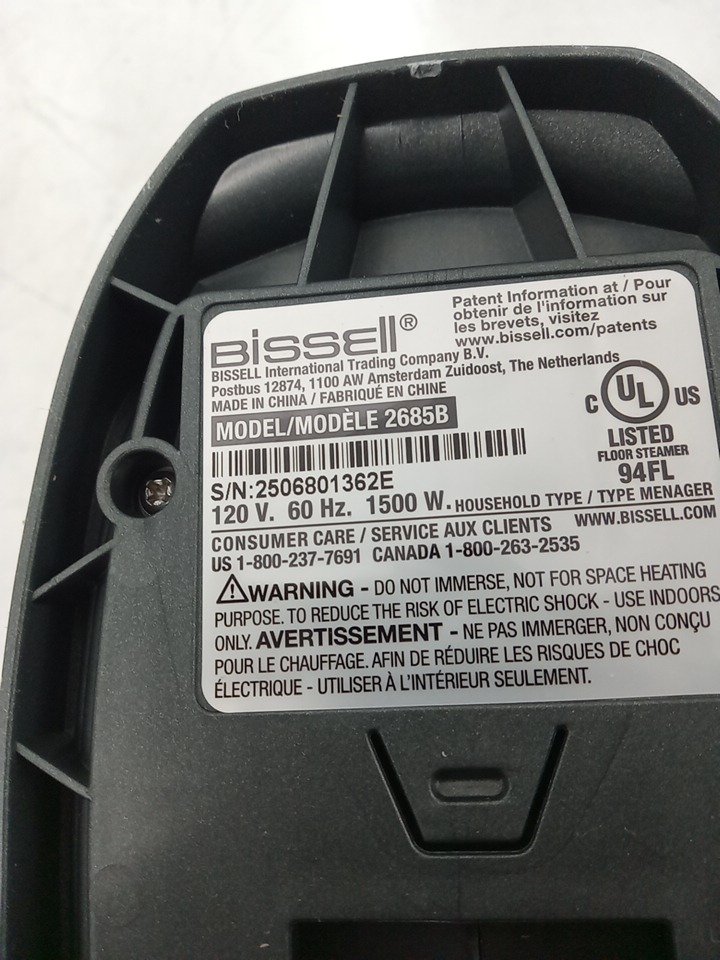 BISSELL®
Patent Information at / Pour
obtenir de l'information sur
les brevets, visitez
www.bissell.com/patents
BISSELL International Trading Company B.V.
Postbus 12874, 1100 AW Amsterdam Zuidoost, The Netherlands
MADE IN CHINA / FABRIQUÉ EN CHINE
MODEL/MODÈLE 2685B
C UL US
LISTED
FLOOR STEAMER
94FL
S/N:2506801362E
120 V. 60 Hz. 1500 W. HOUSEHOLD TYPE / TYPE MENAGER
CONSUMER CARE / SERVICE AUX CLIENTS WWW.BISSELL.COM
US 1-800-237-7691 CANADA 1-800-263-2535
WARNING - DO NOT IMMERSE, NOT FOR SPACE HEATING
PURPOSE. TO REDUCE THE RISK OF ELECTRIC SHOCK - USE INDOORS
ONLY. AVERTISSEMENT - NE PAS IMMERGER, NON CONÇU
POUR LE CHAUFFAGE. AFIN DE RÉDUIRE LES RISQUES DE CHOC
ÉLECTRIQUE - UTILISER À L'INTÉRIEUR SEULEMENT.